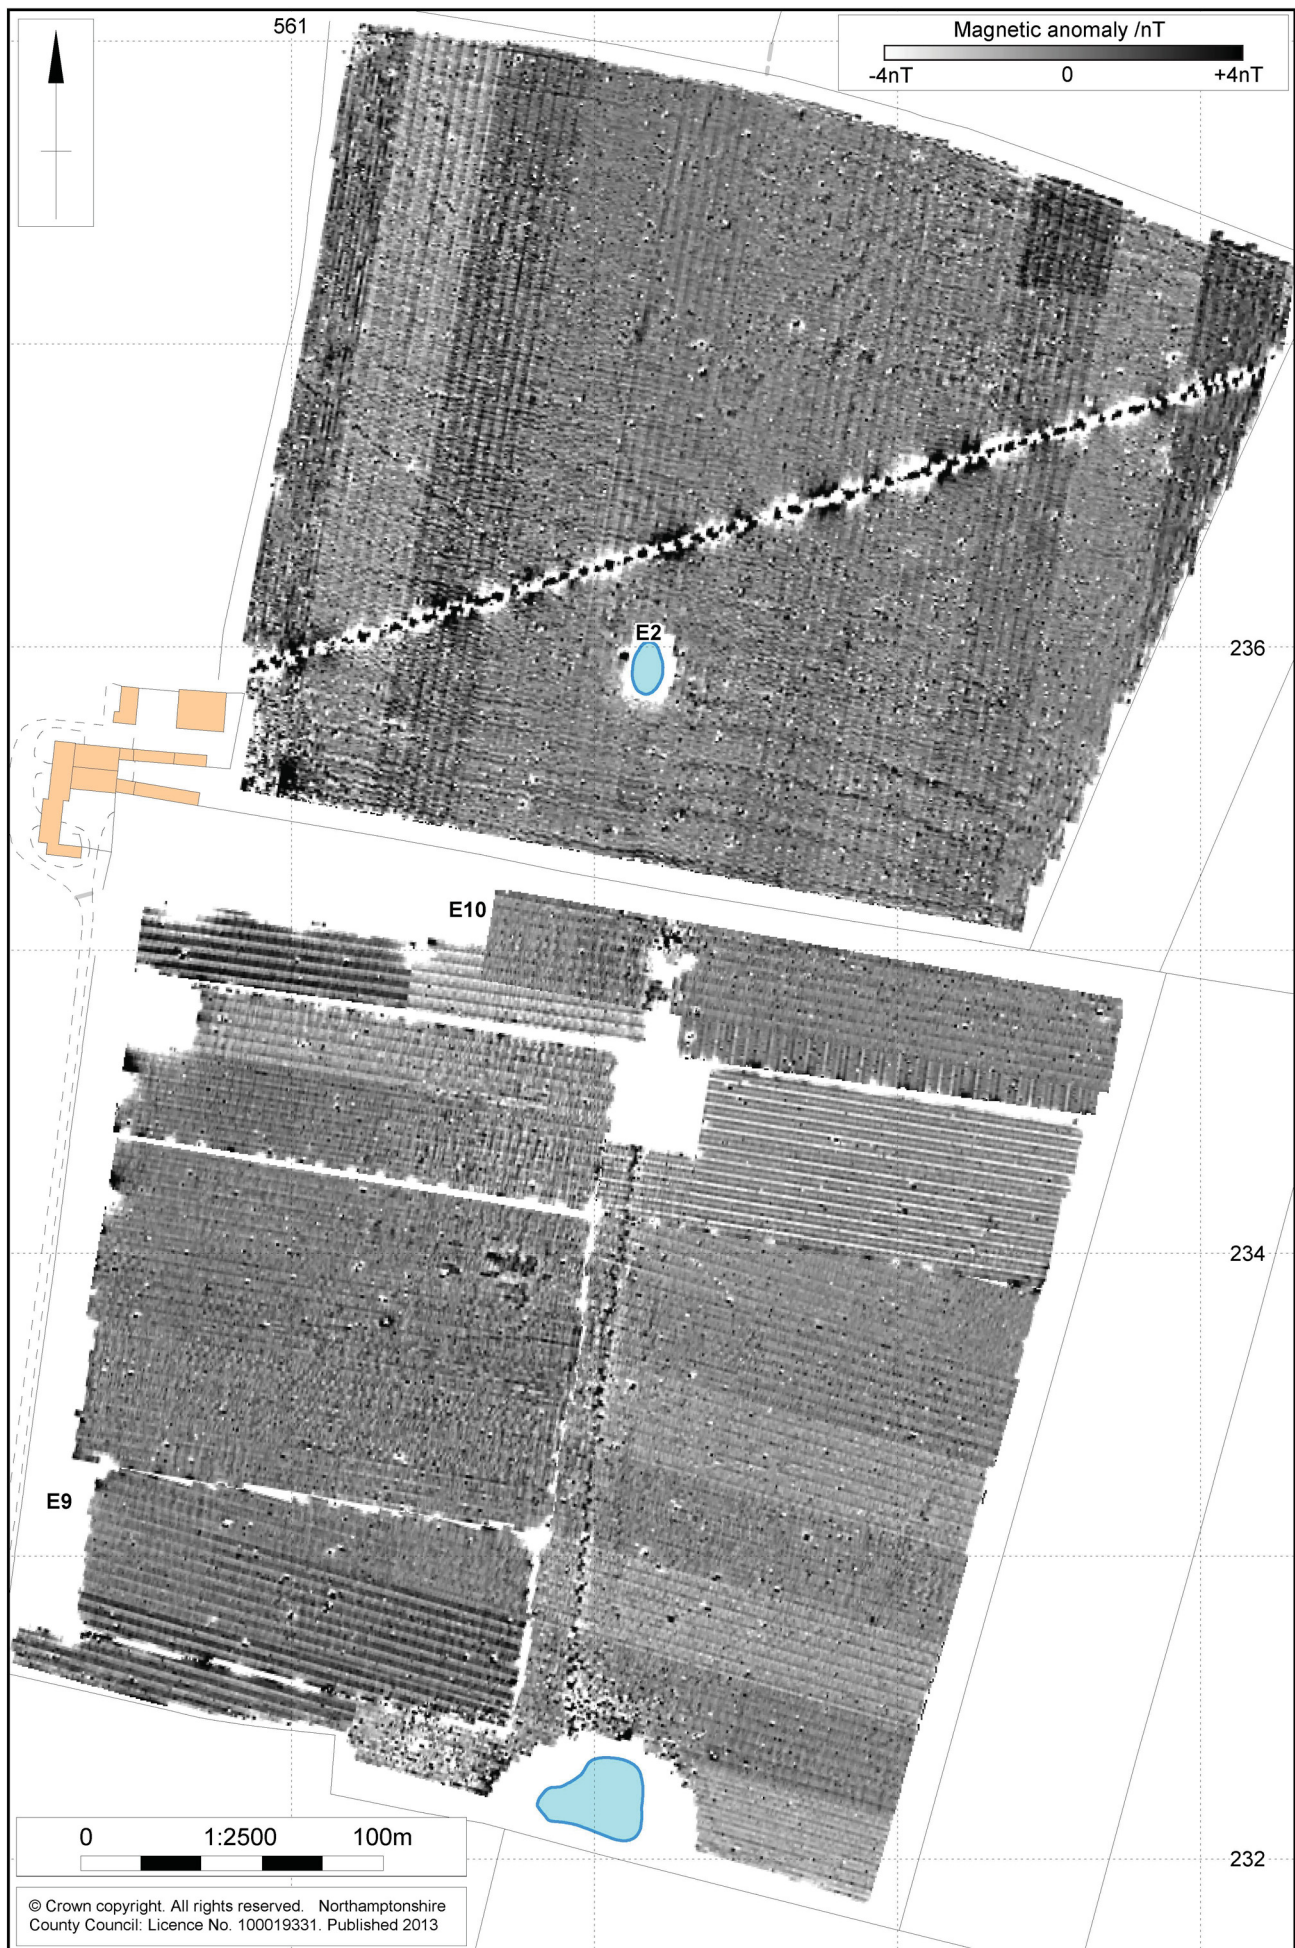 561
Magnetic anomaly /nT
-4nT 0 +4nT
E2
236
E10
234
E9
0 1:2500 100m
232
© Crown copyright. All rights reserved. Northamptonshire
County Council: Licence No. 100019331. Published 2013